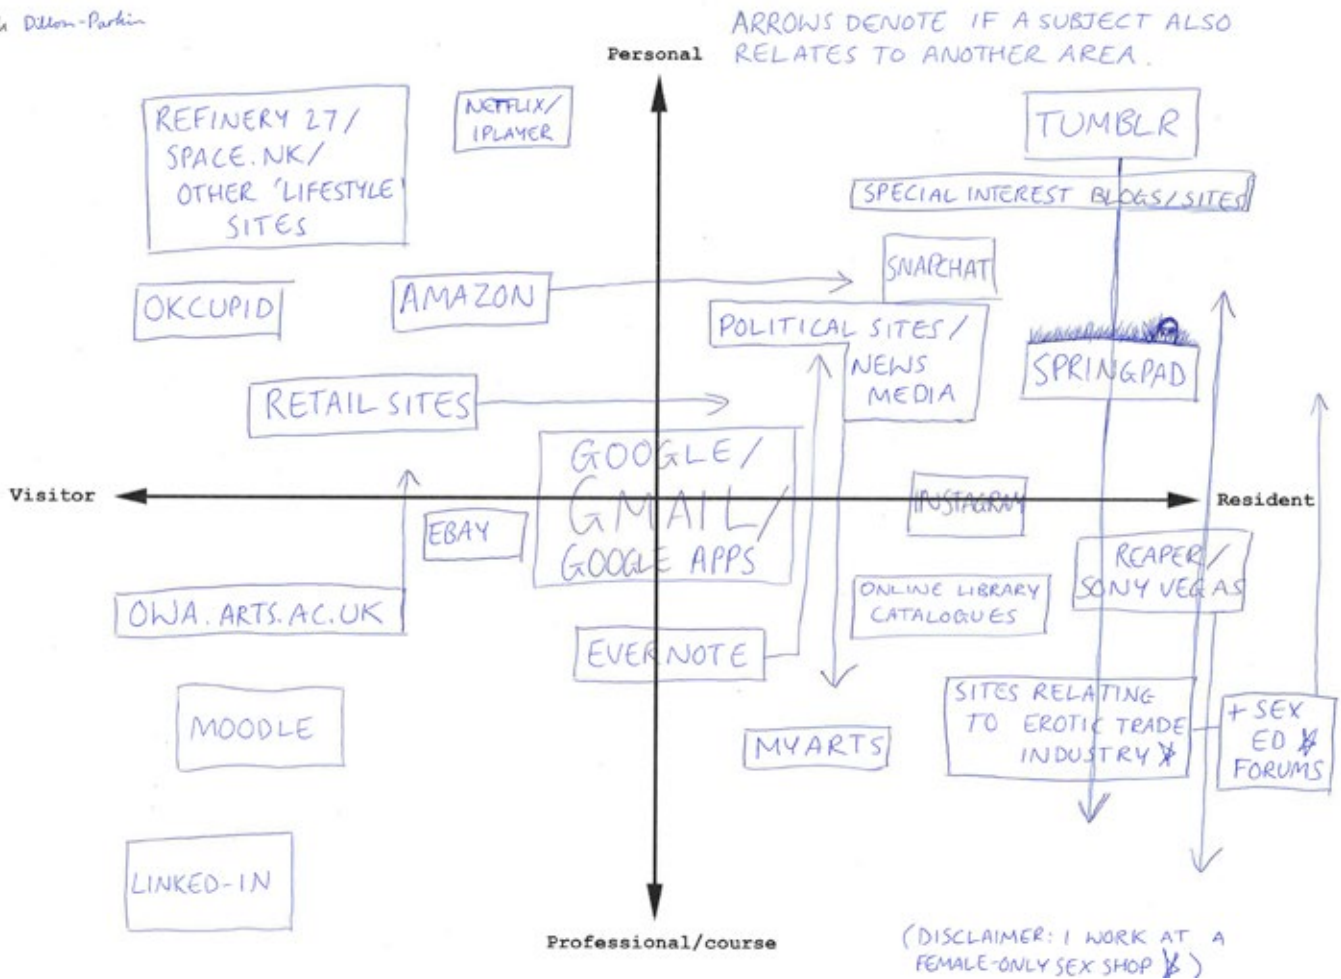 Dillon-Parkin
ARROWS DENOTE IF A SUBJECT ALSO
RELATES TO ANOTHER AREA.
Personal
REFINERY 27/
SPACE.NK/
OTHER 'LIFESTYLE'
SITES
NETFLIX/
IPLAYER
TUMBLR
SPECIAL INTEREST BLOGS/SITES
SNAPCHAT
OKCUPID
AMAZON
POLITICAL SITES/
NEWS
MEDIA
SPRINGPAD
RETAIL SITES
GOOGLE/
GMAIL/
GOOGLE APPS
Visitor
Resident
INSTAGRAM
EBAY
REAPER/
SONY VEGAS
OWA.ARTS.AC.UK
ONLINE LIBRARY
CATALOGUES
EVERNOTE
MOODLE
MYARTS
SITES RELATING
TO EROTIC TRADE
INDUSTRY
+ SEX
ED
FORUMS
LINKED-IN
Professional/course
(DISCLAIMER: I WORK AT A
FEMALE-ONLY SEX SHOP )